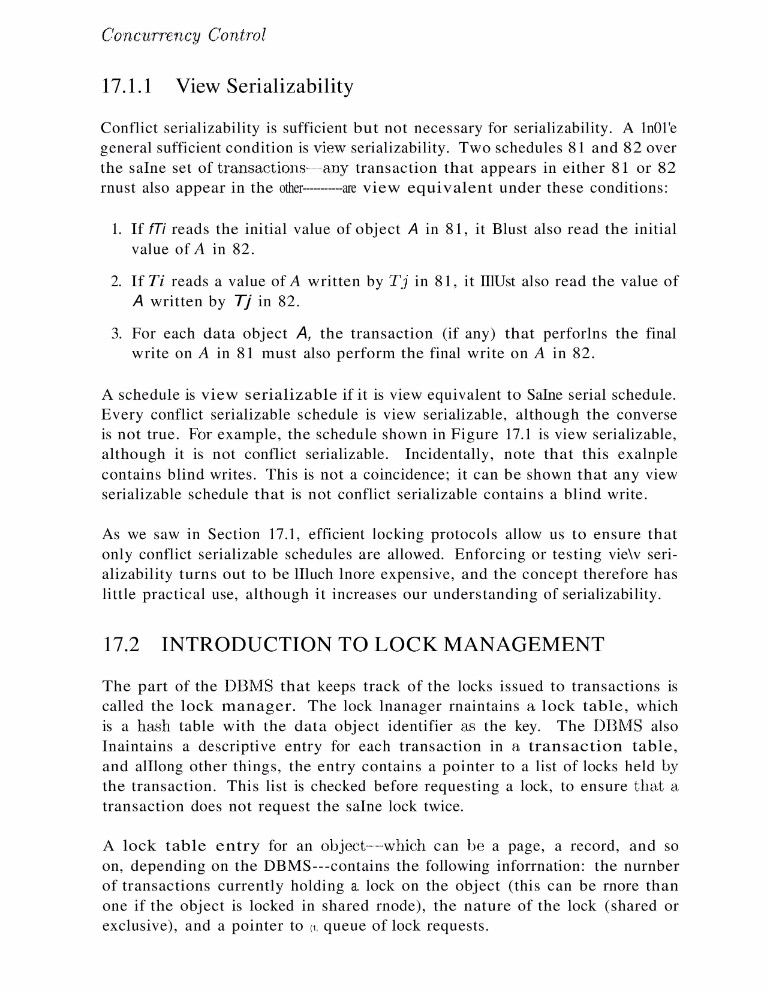 Concurrency Control
17.1.1 View Serializability
Conflict serializability is sufficient but not necessary for serializability. A ln0l'e
general sufficient condition is view serializability. Two schedules 81 and 82 over
the saIne set of transactions--any transaction that appears in either 81 or 82
rnust also appear in the other-----------are view equivalent under these conditions:
1. If fTi reads the initial value of object A in 81, it Blust also read the initial
value of A in 82.
2. If Ti reads a value of A written by Tj in 81, it IIlUst also read the value of
A written by Tj in 82.
3. For each data object A, the transaction (if any) that perforlns the final
write on A in 81 must also perform the final write on A in 82.
A schedule is view serializable if it is view equivalent to SaIne serial schedule.
Every conflict serializable schedule is view serializable, although the converse
is not true. For example, the schedule shown in Figure 17.1 is view serializable,
although it is not conflict serializable. Incidentally, note that this exalnple
contains blind writes. This is not a coincidence; it can be shown that any view
serializable schedule that is not conflict serializable contains a blind write.
As we saw in Section 17.1, efficient locking protocols allow us to ensure that
only conflict serializable schedules are allowed. Enforcing or testing vie\v seri-
alizability turns out to be lIluch lnore expensive, and the concept therefore has
little practical use, although it increases our understanding of serializability.
17.2 INTRODUCTION TO LOCK MANAGEMENT
The part of the DBMS that keeps track of the locks issued to transactions is
called the lock manager. The lock lnanager rnaintains a lock table, which
is a hash table with the data object identifier as the key. The DBMS also
Inaintains a descriptive entry for each transaction in a transaction table,
and alIlong other things, the entry contains a pointer to a list of locks held by
the transaction. This list is checked before requesting a lock, to ensure that a
transaction does not request the saIne lock twice.
A lock table entry for an object--which can be a page, a record, and so
on, depending on the DBMS---contains the following inforrnation: the nurnber
of transactions currently holding a lock on the object (this can be rnore than
one if the object is locked in shared rnode), the nature of the lock (shared or
exclusive), and a pointer to (1, queue of lock requests.